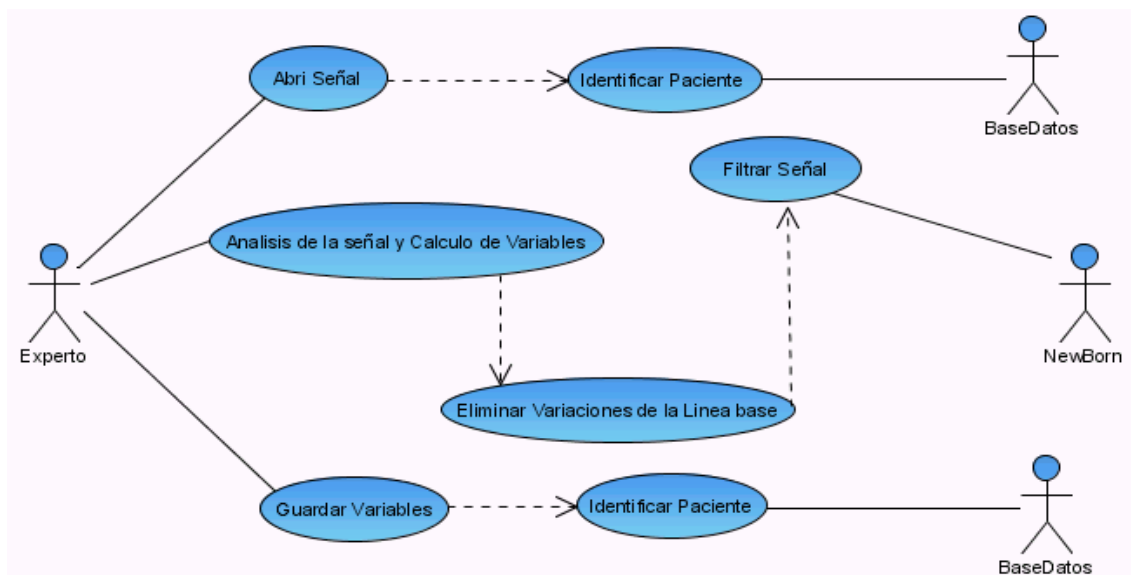 Abri Señal
Identificar Paciente
BaseDatos
Filtrar Señal
Analisis de la señal y Calculo de Variables
Experto
NewBorn
Eliminar Variaciones de la Linea base
Guardar Variables
Identificar Paciente
BaseDatos